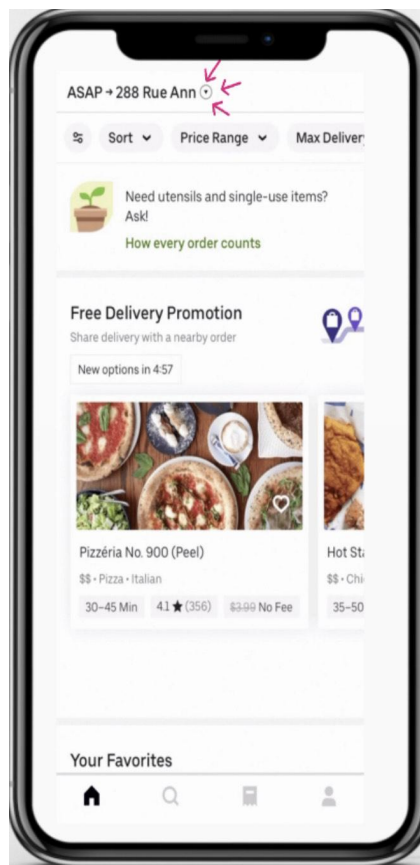 ASAP → 288 Rue Ann
Sort Price Range Max Delivery
Need utensils and single-use items?
Ask!
How every order counts
Free Delivery Promotion
Share delivery with a nearby order
New options in 4:57
Pizzéria No. 900 (Peel)
$$ • Pizza • Italian
30–45 Min 4.1 ★ (356) $3.99 No Fee
Hot Sta
$$ • Chi
35–50
Your Favorites